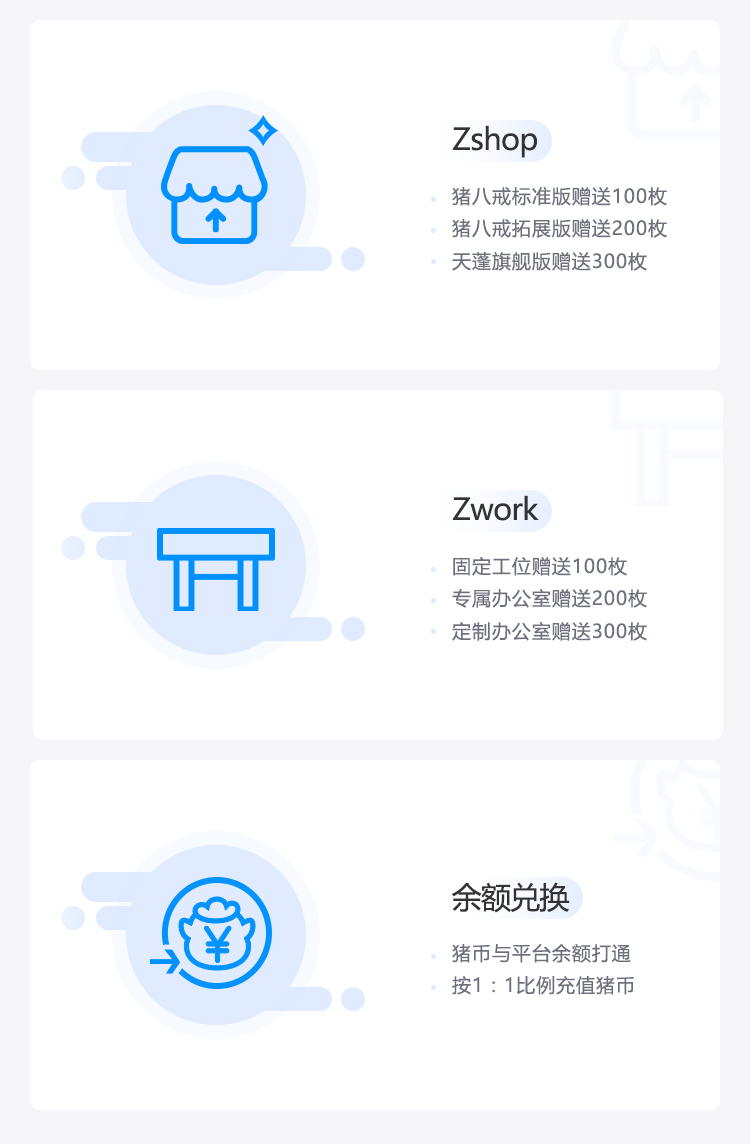 Zshop
猪八戒标准版赠送100枚
猪八戒拓展版赠送200枚
天蓬旗舰版赠送300枚
Zwork
固定工位赠送100枚
专属办公室赠送200枚
定制办公室赠送300枚
余额兑换
猪币与平台余额打通
按1：1比例充值猪币